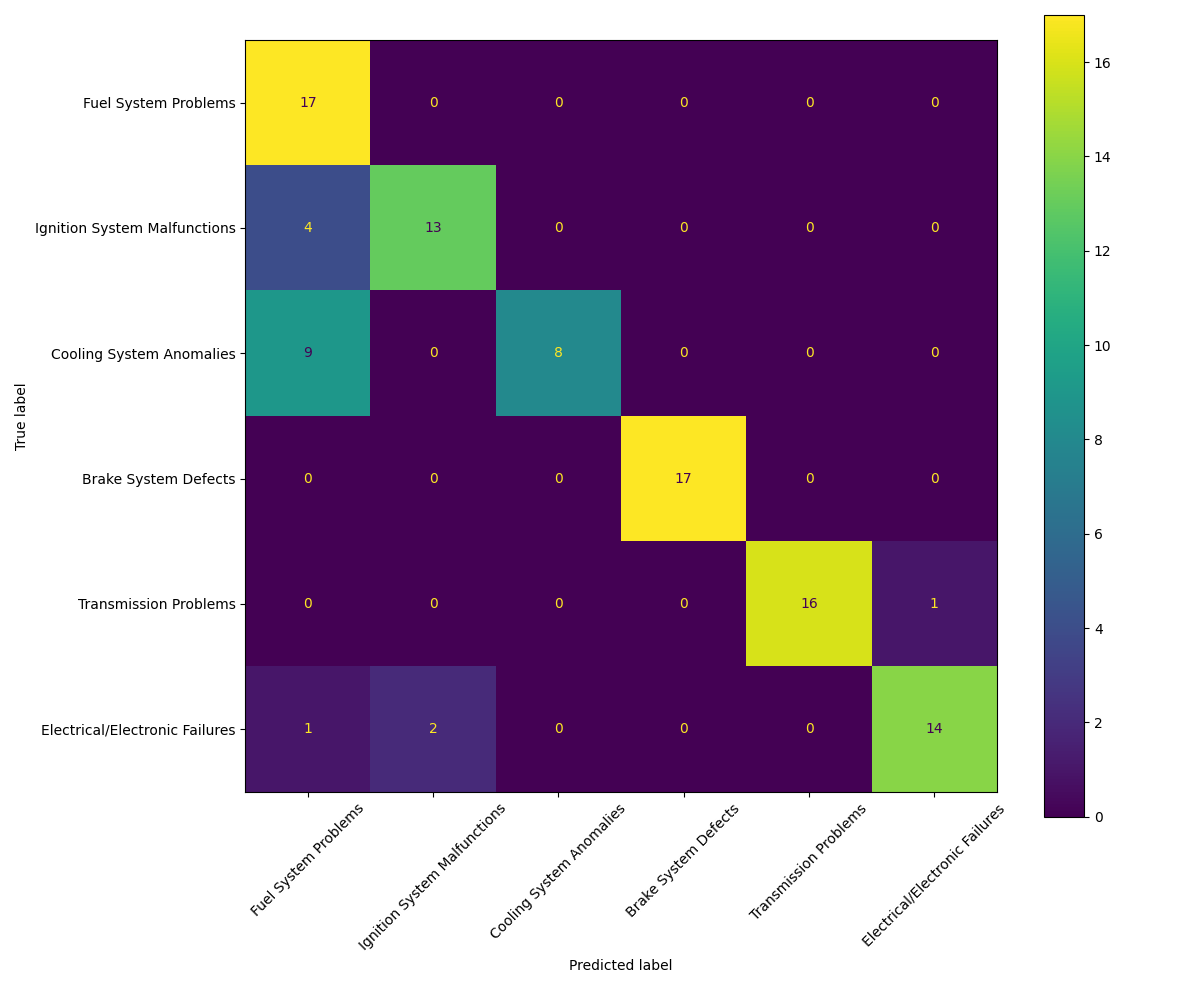 Fuel System Problems 17 0 0 0 0 0
Ignition System Malfunctions 4 13 0 0 0 0
Cooling System Anomalies 9 0 8 0 0 0
Brake System Defects 0 0 0 17 0 0
Transmission Problems 0 0 0 0 16 1
Electrical/Electronic Failures 1 2 0 0 0 14
True label
Fuel System Problems
Ignition System Malfunctions
Cooling System Anomalies
Brake System Defects
Transmission Problems
Electrical/Electronic Failures
Predicted label
16
14
12
10
8
6
4
2
0